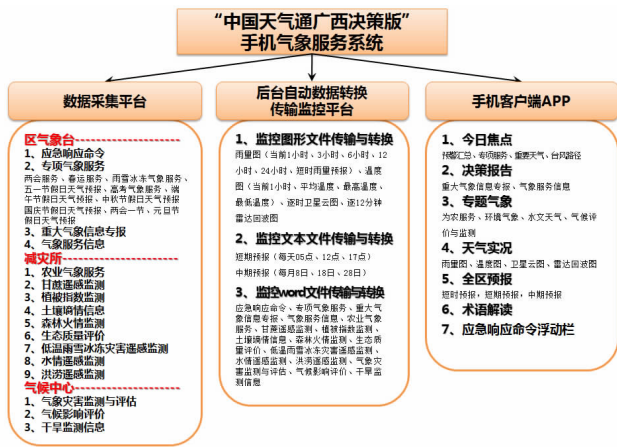 “中国天气通广西决策版”
手机气象服务系统
数据采集平台
区气象台
1、应急响应命令
2、专项气象服务
两会服务、春运服务、雨雪冰冻气象服务、
五一节假日天气预报、高考气象服务、端
午节假日天气预报、中秋节假日天气预报
国庆节假日天气预报、两会一节、元旦节
假日天气预报
3、重大气象信息专报
4、气象服务信息
减灾所
1、农业气象服务
2、甘蔗遥感监测
3、植被指数监测
4、土壤墒情信息
5、森林火情监测
6、生态质量评价
7、低温雨雪冰冻灾害遥感监测
8、水情遥感监测
9、洪涝遥感监测
气候中心
1、气象灾害监测与评估
2、气候影响评价
3、干旱监测信息
后台自动数据转换
传输监控平台
1、监控图形文件传输与转换
雨量图（当前1小时、3小时、6小时、12
小时、24小时、短时雨量预报）、温度
图（当前1小时、平均温度、最高温度、
最低温度）、逐时卫星云图、逐12分钟
雷达回波图
2、监控文本文件传输与转换
短期预报（每天05点、12点、17点）
中期预报（每月8日、18日、28日）
3、监控word文件传输与转换
应急响应命令、专项气象服务、重大气
象信息专报、气象服务信息、农业气象
服务、甘蔗遥感监测、植被指数监测、
土壤墒情信息、森林火情监测、生态质
量评价、低温雨雪冰冻灾害遥感监测、
水情遥感监测、洪涝遥感监测、气象灾
害监测与评估、气候影响评价、干旱监
测信息
手机客户端APP
1、今日焦点
预警汇总、专项服务、重要天气、台风路径
2、决策报告
重大气象信息专报、气象服务信息
3、专题气象
为农服务、环境气象、水文天气、气候评
价与监测
4、天气实况
雨量图、温度图、卫星云图、雷达回波图
5、全区预报
短时预报，短期预报，中期预报
6、术语解读
7、应急响应命令浮动栏